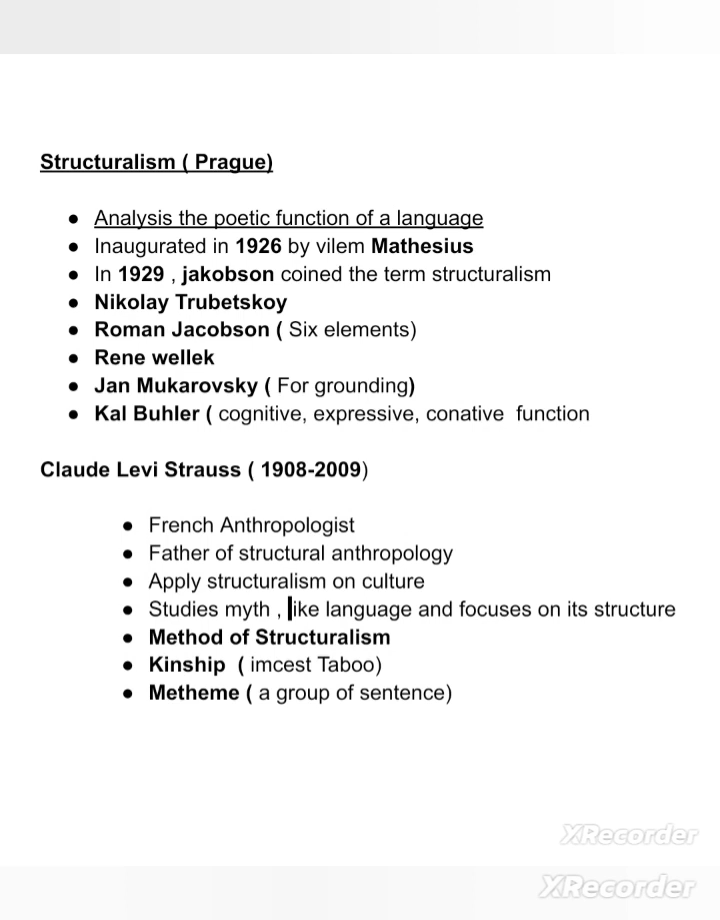 Structuralism ( Prague)
● Analysis the poetic function of a language
● Inaugurated in 1926 by vilem Mathesius
● In 1929 , jakobson coined the term structuralism
● Nikolay Trubetskoy
● Roman Jacobson ( Six elements)
● Rene wellek
● Jan Mukarovsky ( For grounding)
● Kal Buhler ( cognitive, expressive, conative  function
Claude Levi Strauss ( 1908-2009)
● French Anthropologist
● Father of structural anthropology
● Apply structuralism on culture
● Studies myth , like language and focuses on its structure
● Method of Structuralism
● Kinship  ( imcest Taboo)
● Metheme ( a group of sentence)
XRecorder
XRecorder